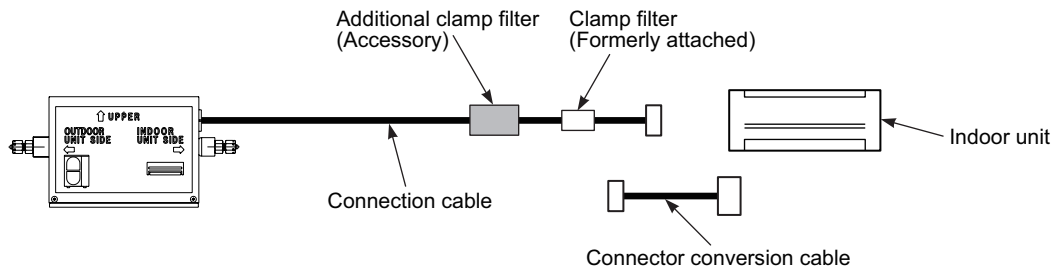 Additional clamp filter
(Accessory)
Clamp filter
(Formerly attached)
UPPER
OUTDOOR
UNIT SIDE
INDOOR
UNIT SIDE
Indoor unit
Connection cable
Connector conversion cable